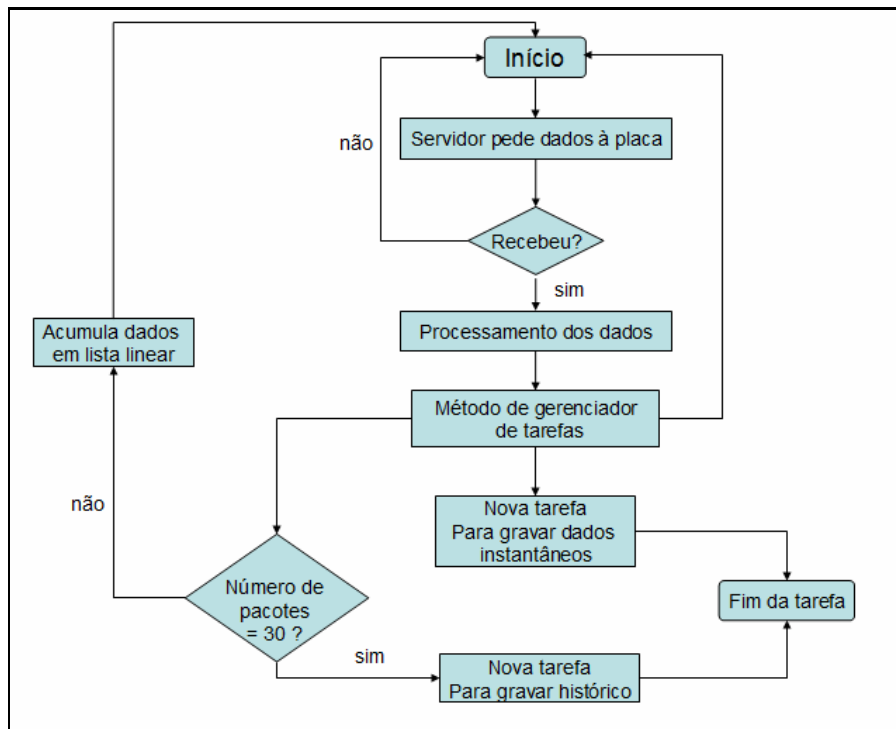 Início
Servidor pede dados à placa
não
Recebeu?
sim
Acumula dados
em lista linear
Processamento dos dados
Método de gerenciador
de tarefas
não
Nova tarefa
Para gravar dados
instantâneos
Número de
pacotes
= 30 ?
Fim da tarefa
sim
Nova tarefa
Para gravar histórico